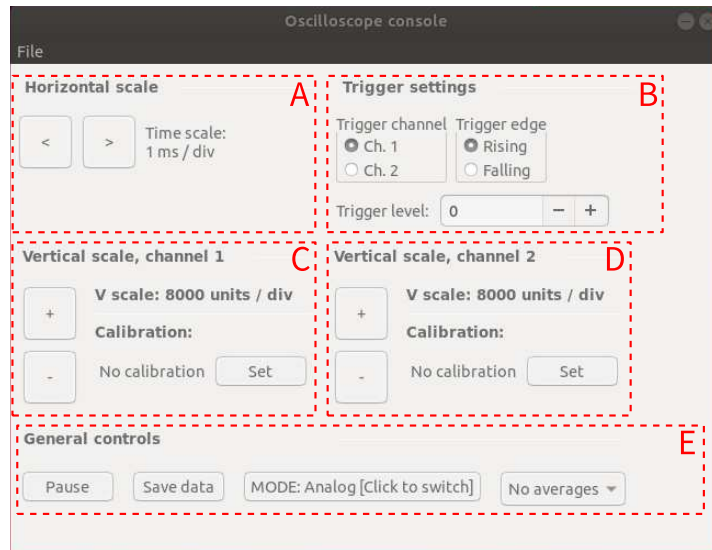 Oscilloscope console
File
Horizontal scale
A
<
>
Time scale:
1 ms / div
Trigger settings
B
Trigger channel
Ch. 1
Ch. 2
Trigger edge
Rising
Falling
Trigger level:
0
−
+
Vertical scale, channel 1
C
+
V scale: 8000 units / div
Calibration:
-
No calibration
Set
Vertical scale, channel 2
D
+
V scale: 8000 units / div
Calibration:
-
No calibration
Set
General controls
E
Pause
Save data
MODE: Analog [Click to switch]
No averages